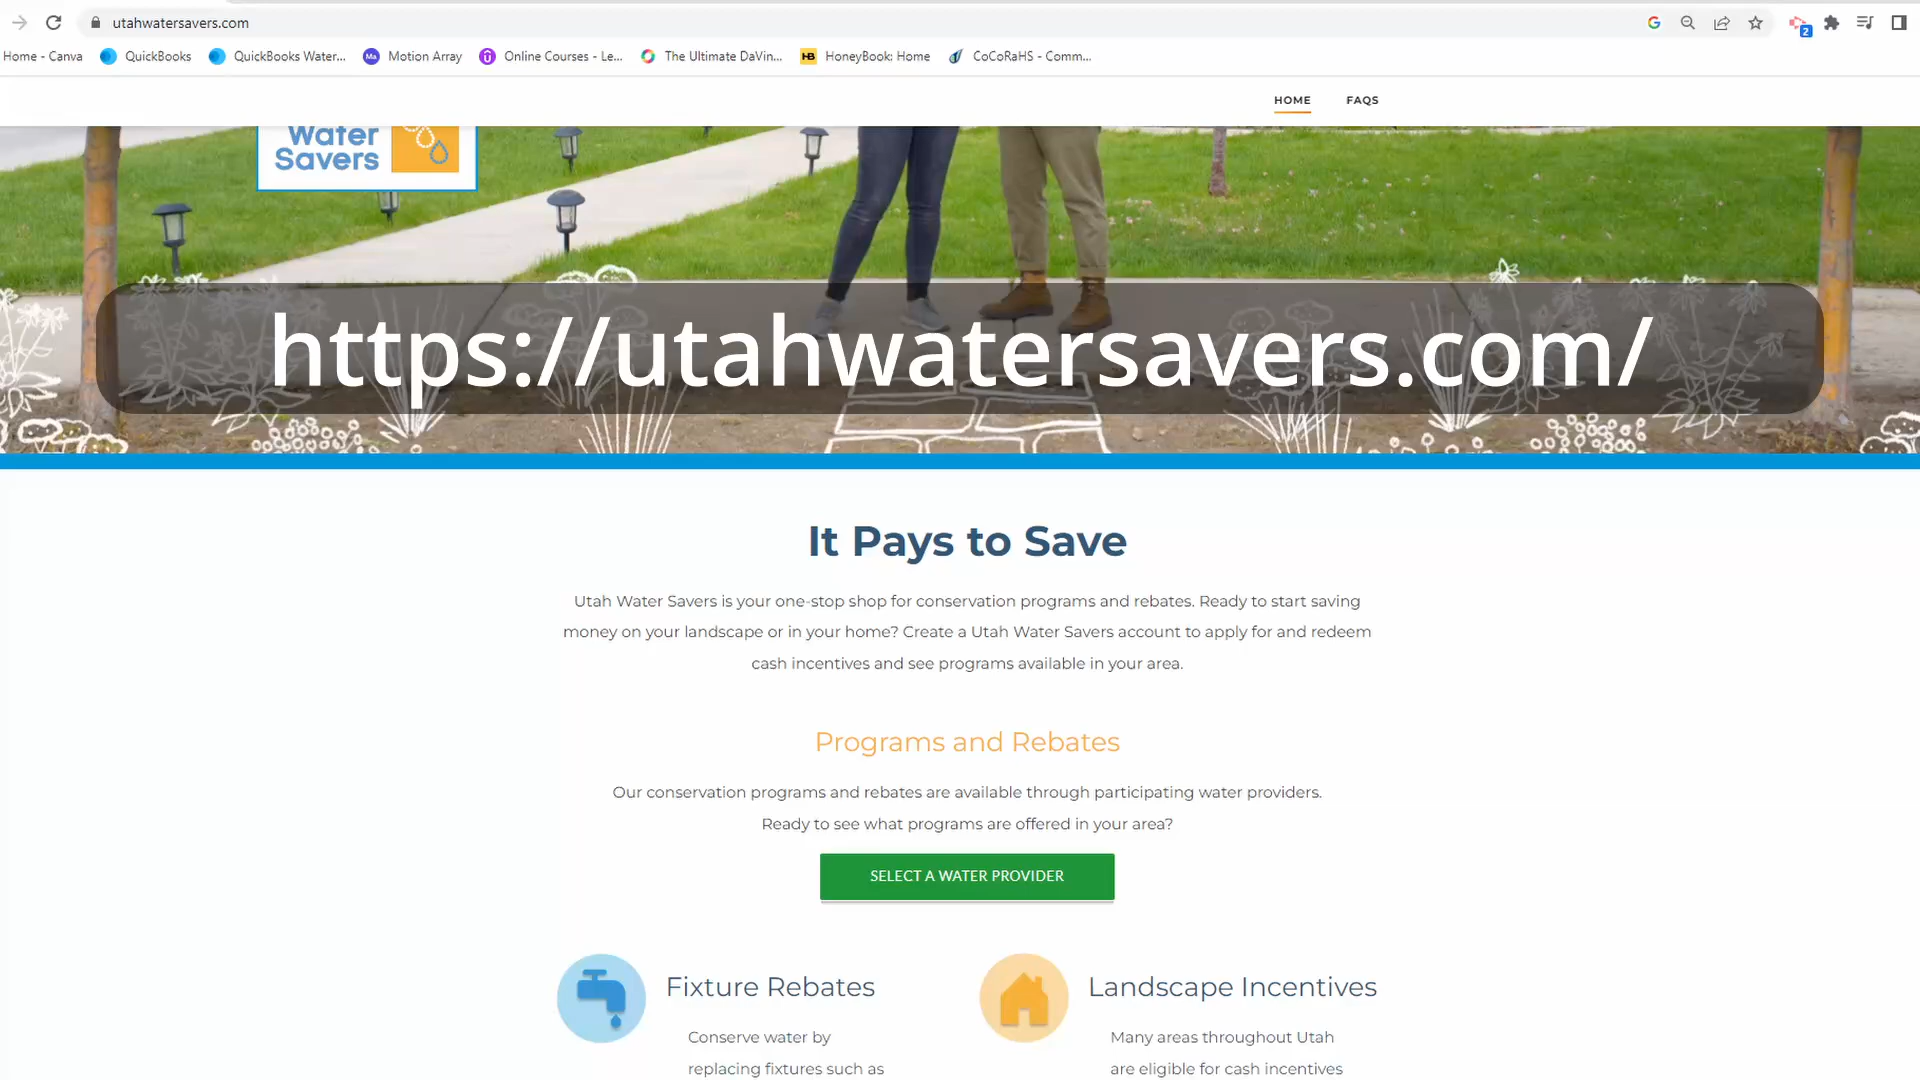 utahwatersavers.com
2
Home - Canva
QuickBooks
QuickBooks Water...
Ma
Motion Array
Online Courses - Le...
The Ultimate DaVin...
HB
HoneyBook: Home
CoCoRaHS - Comm...
HOME
FAQS
Water
Savers
https://utahwatersavers.com/
It Pays to Save
Utah Water Savers is your one-stop shop for conservation programs and rebates. Ready to start saving
money on your landscape or in your home? Create a Utah Water Savers account to apply for and redeem
cash incentives and see programs available in your area.
Programs and Rebates
Our conservation programs and rebates are available through participating water providers.
Ready to see what programs are offered in your area?
SELECT A WATER PROVIDER
Fixture Rebates
Conserve water by
replacing fixtures such as
Landscape Incentives
Many areas throughout Utah
are eligible for cash incentives